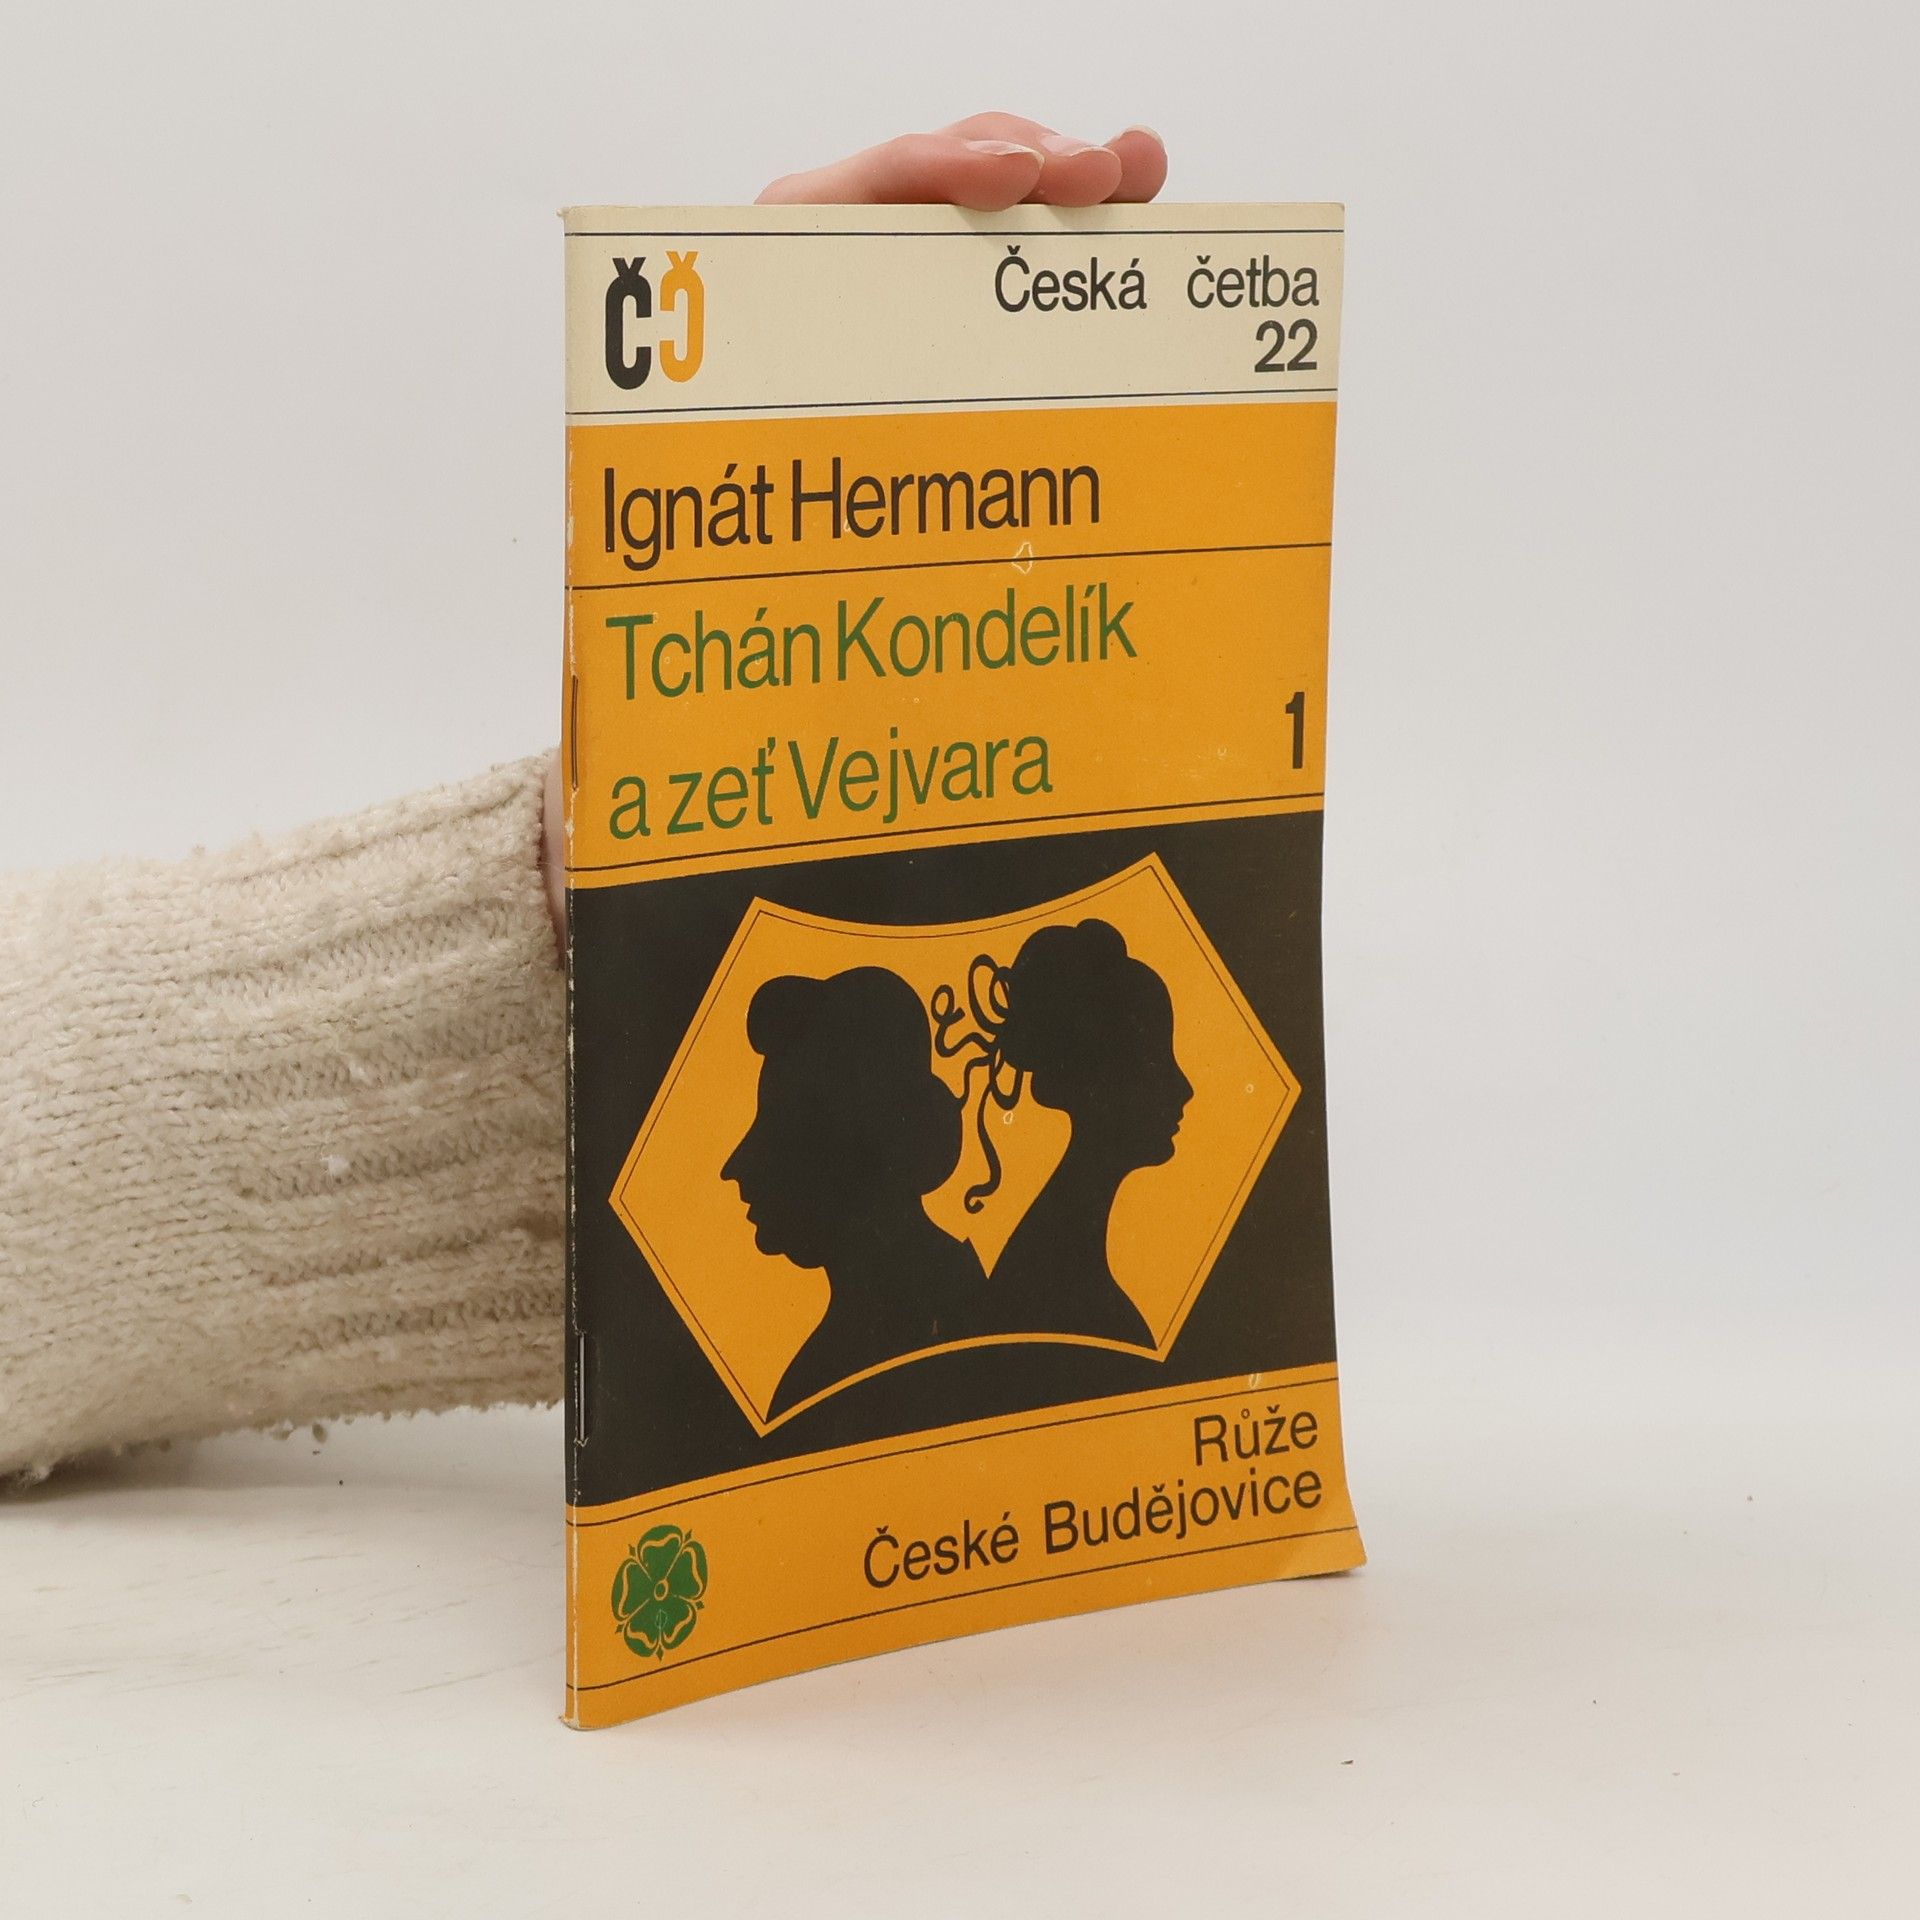 ČČ
Česká četba
22
Ignát Hermann
Tchán Kondelík
a zeť Vejvara
1
Růže
České Budějovice